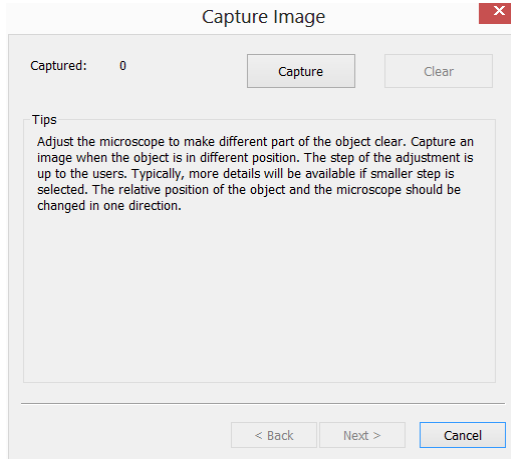 Capture Image
Captured: 0 Capture Clear
Tips
Adjust the microscope to make different part of the object clear. Capture an
image when the object is in different position. The step of the adjustment is
up to the users. Typically, more details will be available if smaller step is
selected. The relative position of the object and the microscope should be
changed in one direction.
< Back Next > Cancel